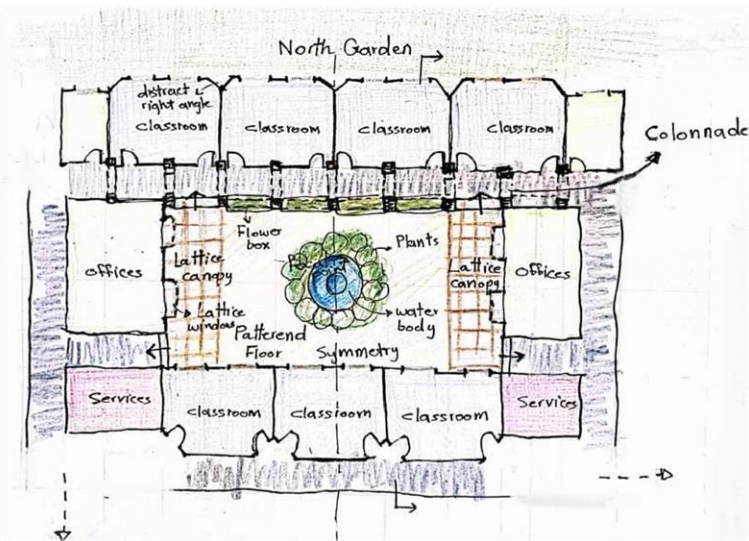 North Garden
distract
right angle
classroom
classroom
classroom
classroom
Colonnade
Flower
box
Plants
offices
Lattice
canopy
Lattice
canopy
offices
Lattice
window
water
body
Patterend
Floor
Symmetry
Services
classroom
classroom
classroom
Services